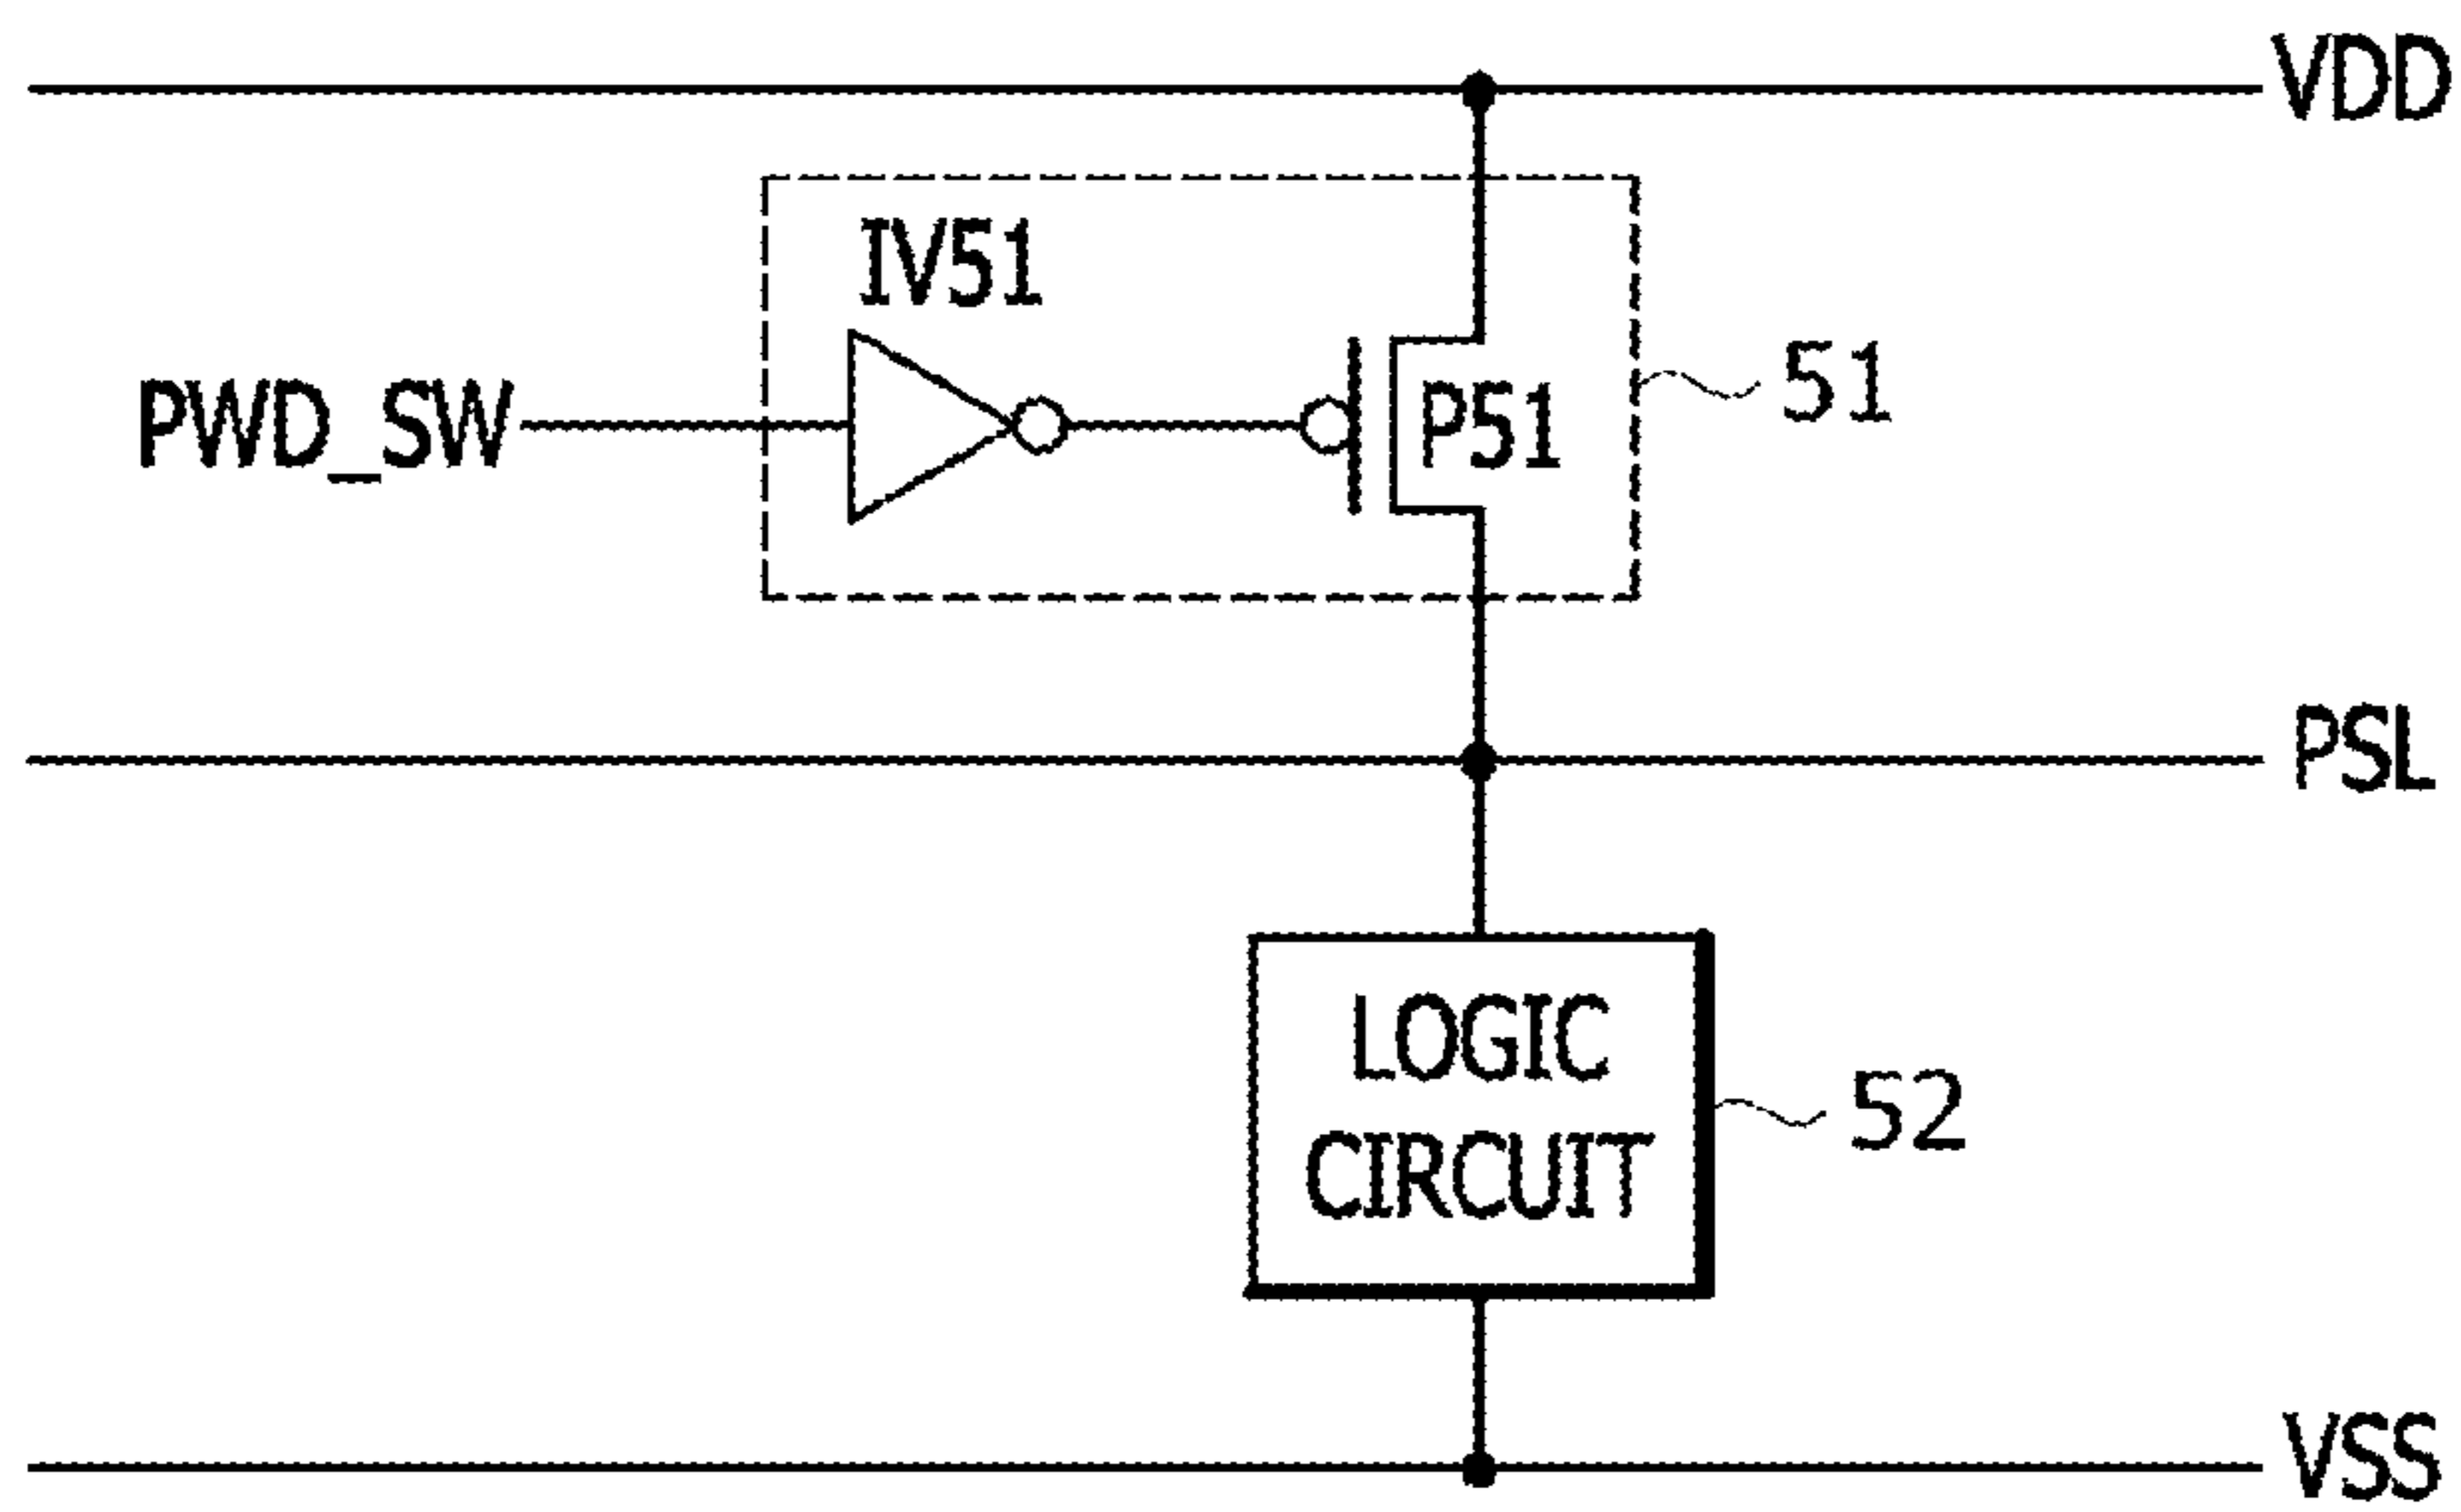 VDD
IV51
PWD_SW
P51
51
PSL
LOGIC
CIRCUIT
52
VSS